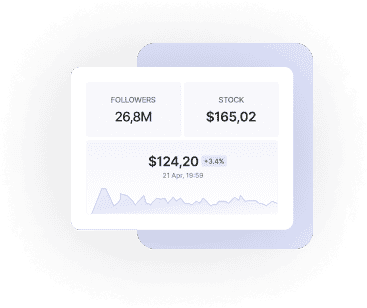 FOLLOWERS
26,8M
STOCK
$165,02
$124,20 +3.4%
21 Apr, 19:59